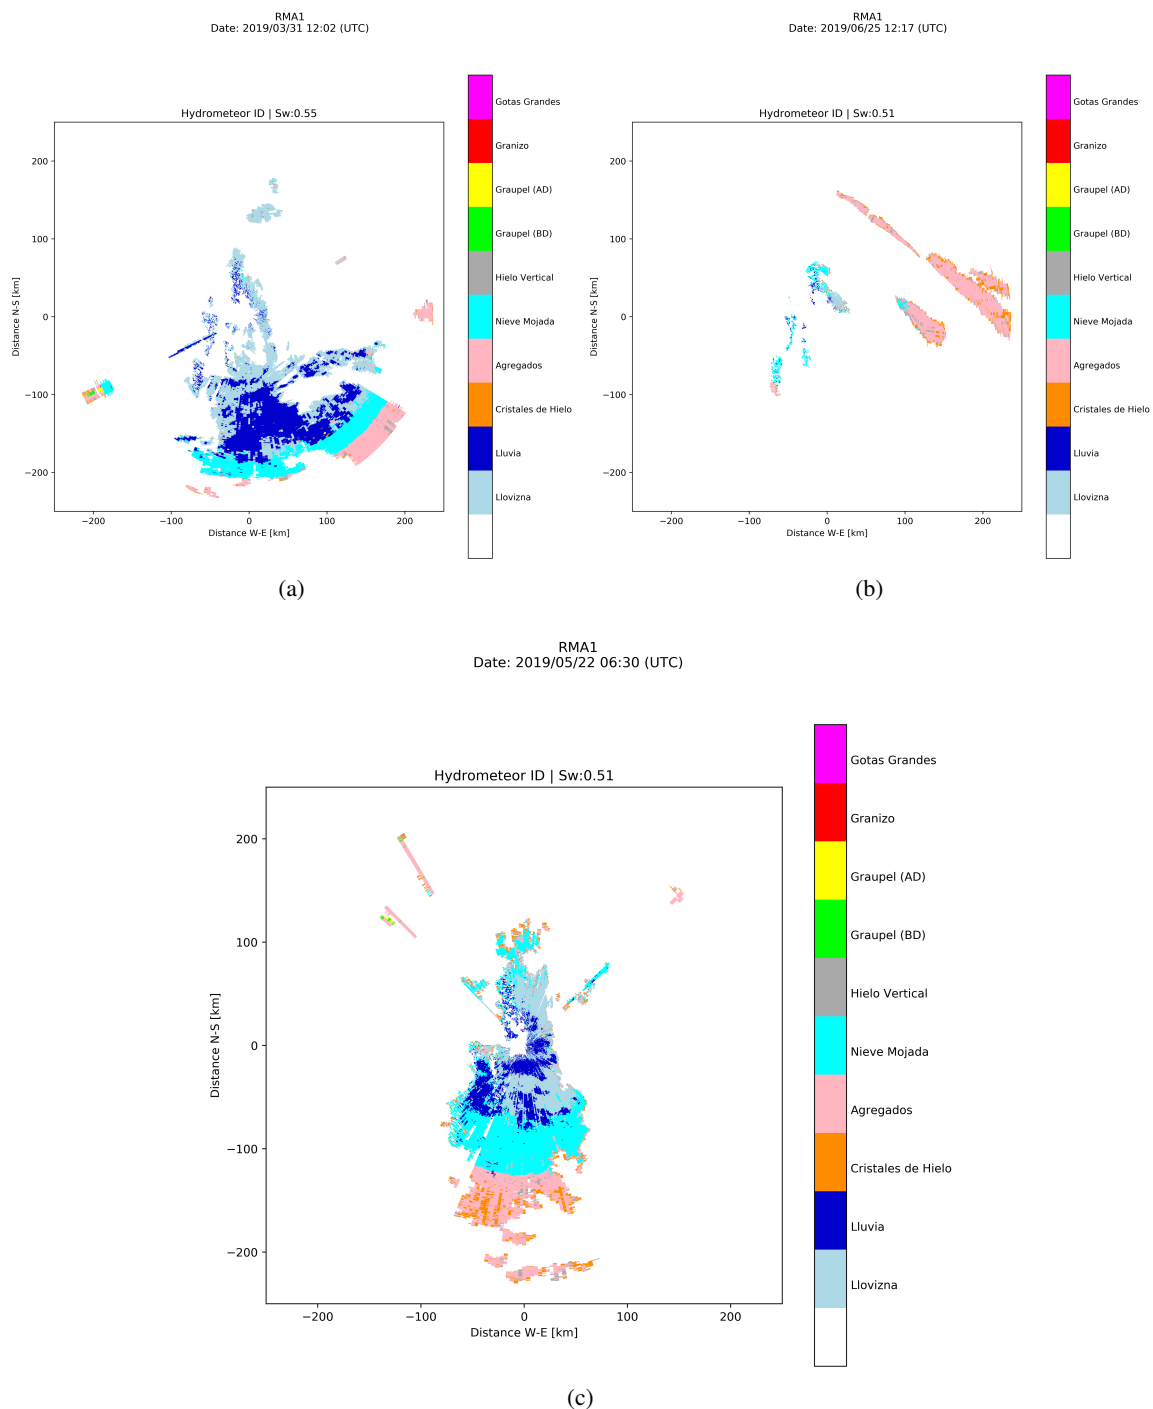 RMA1
Date: 2019/03/31 12:02 (UTC)
Hydrometeor ID | Sw:0.55
Distance N-S [km]
200
100
0
−100
−200
−200 −100 0 100 200
Distance W-E [km]
Gotas Grandes
Granizo
Graupel (AD)
Graupel (BD)
Hielo Vertical
Nieve Mojada
Agregados
Cristales de Hielo
Lluvia
Llovizna
(a)
RMA1
Date: 2019/06/25 12:17 (UTC)
Hydrometeor ID | Sw:0.51
Distance N-S [km]
200
100
0
−100
−200
−200 −100 0 100 200
Distance W-E [km]
Gotas Grandes
Granizo
Graupel (AD)
Graupel (BD)
Hielo Vertical
Nieve Mojada
Agregados
Cristales de Hielo
Lluvia
Llovizna
(b)
RMA1
Date: 2019/05/22 06:30 (UTC)
Hydrometeor ID | Sw:0.51
Distance N-S [km]
200
100
0
−100
−200
−200 −100 0 100 200
Distance W-E [km]
Gotas Grandes
Granizo
Graupel (AD)
Graupel (BD)
Hielo Vertical
Nieve Mojada
Agregados
Cristales de Hielo
Lluvia
Llovizna
(c)